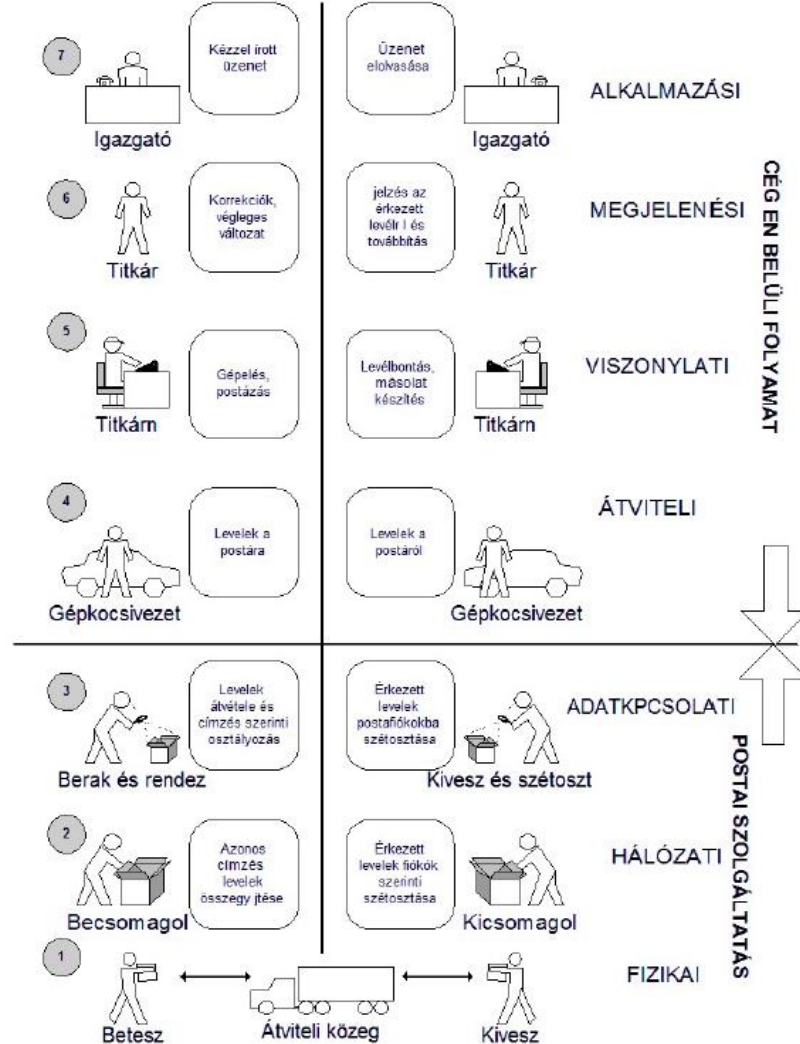 7
Kézzel írott
üzenet
Üzenet
elolvasása
Igazgató
Igazgató
ALKALMAZÁSI
6
Korrekciók,
végleges
változat
jelzés az
érkezett
levélr l és
továbbítás
Titkár
Titkár
MEGJELENÉSI
5
Gépelés,
postázás
Levélbontás,
másolat
készítés
Titkárn
Titkárn
VISZONYLATI
CÉG EN BELÜLI FOLYAMAT
4
Levelek a
postára
Levelek a
postáról
Gépkocsivezet
Gépkocsivezet
ÁTVITELI
3
Levelek
átvétele és
címzés szerinti
osztályozás
Érkezett
levelek
postafiókokba
szétosztása
Berak és rendez
Kivesz és szétoszt
ADATKPCSOLATI
2
Azonos
címzés
levelek
összegy jtése
Érkezett
levelek fiókók
szerinti
szétosztása
Becsomagol
Kicsomagol
HÁLÓZATI
POSTAI SZOLGÁLTATÁS
1
Betesz
Átviteli közeg
Kivesz
FIZIKAI